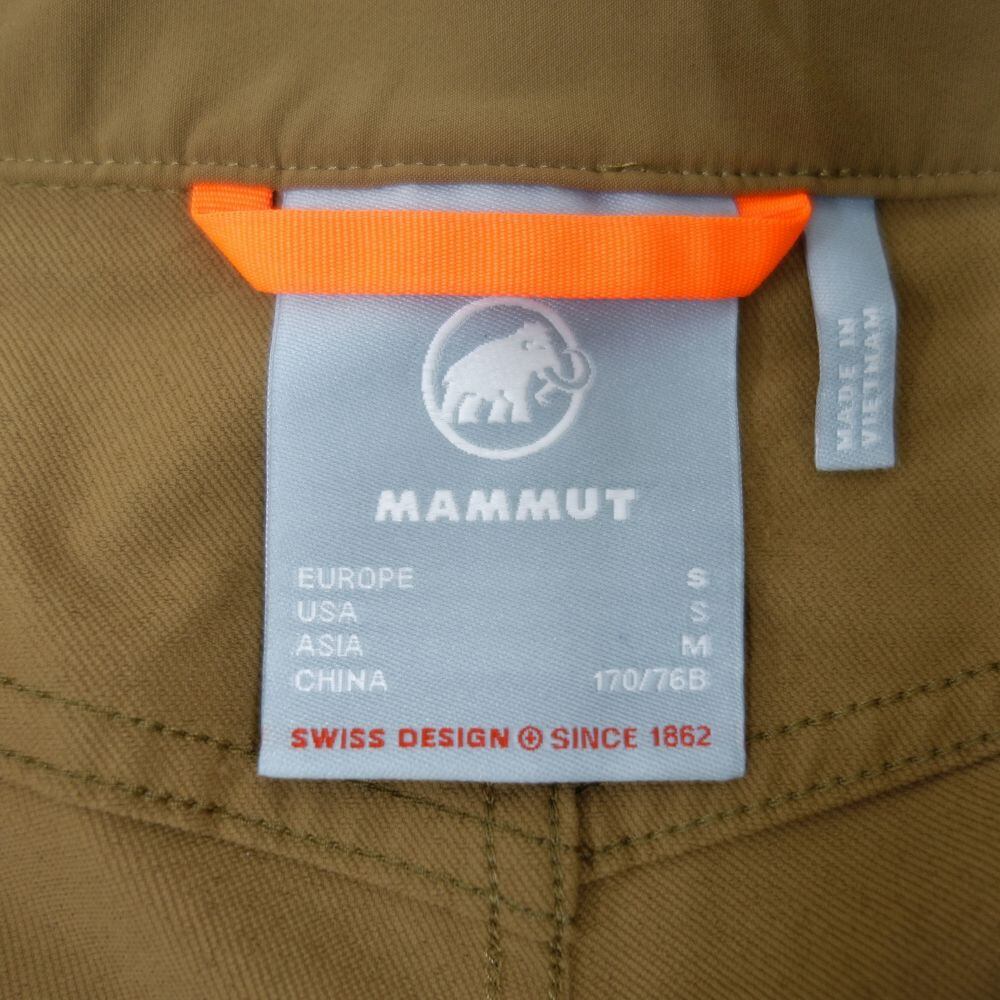 MAMMUT
EUROPE S
USA S
ASIA M
CHINA 170/76B
SWISS DESIGN SINCE 1862
MADE IN
VIETNAM